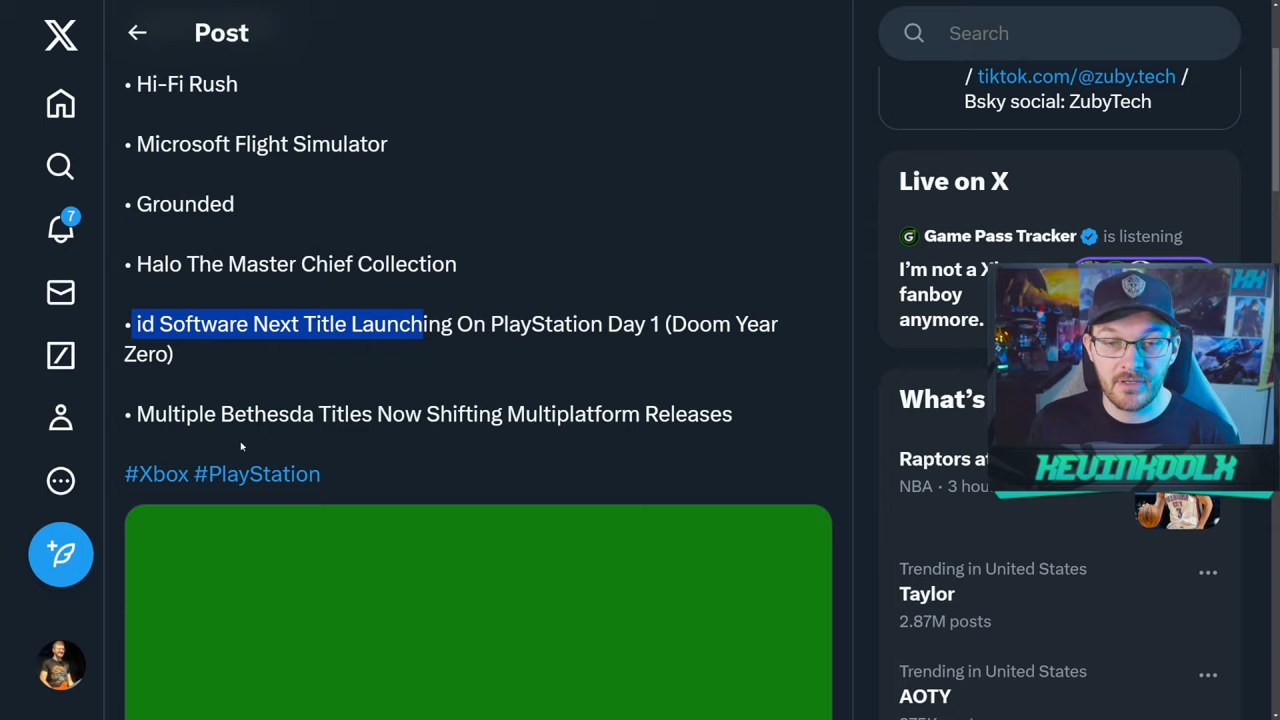 Post
• Hi-Fi Rush
• Microsoft Flight Simulator
• Grounded
• Halo The Master Chief Collection
• id Software Next Title Launching On PlayStation Day 1 (Doom Year
Zero)
• Multiple Bethesda Titles Now Shifting Multiplatform Releases
#Xbox #PlayStation
7
Search
/ tiktok.com/@zuby.tech /
Bsky social: ZubyTech
Live on X
Game Pass Tracker is listening
I'm not a
fanboy
anymore.
What's
Raptors
NBA · 3
Trending in United States
Taylor
2.87M posts
Trending in United States
AOTY
KEVINKOOLX
KX